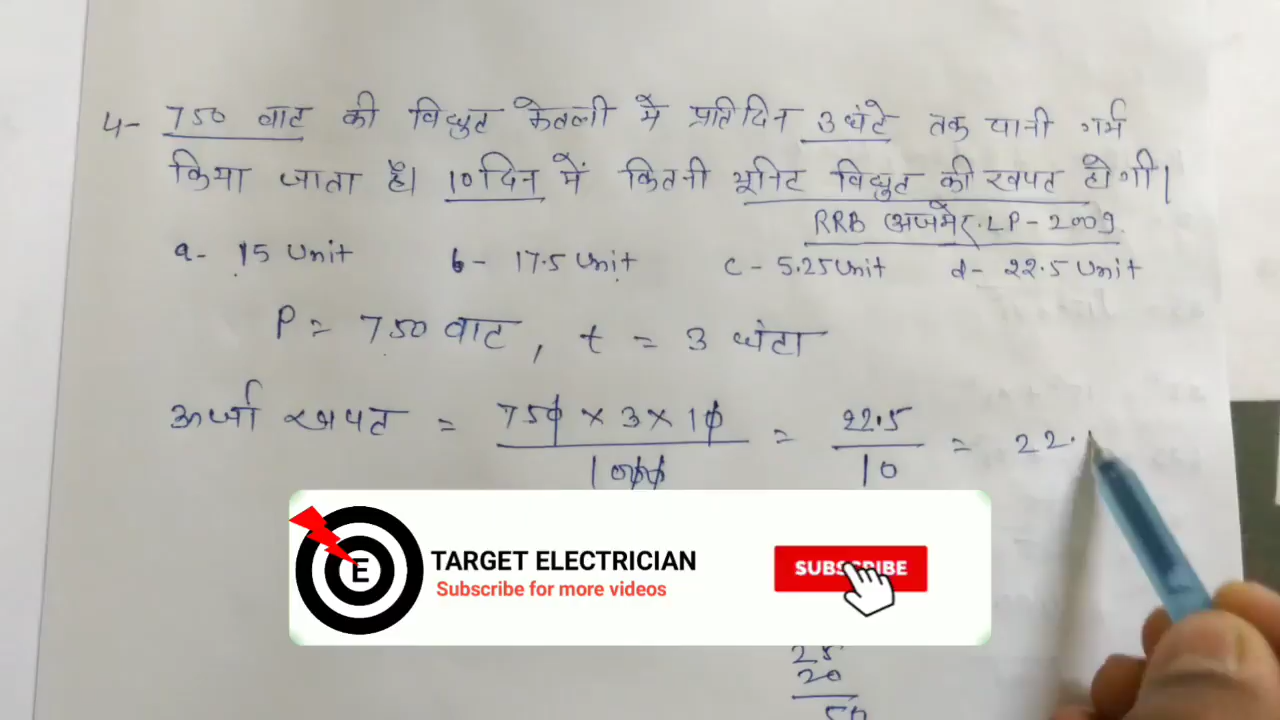 4- 750 वाट की विद्युत केतली में प्रतिदिन 3 घंटे तक पानी गर्म
किया जाता है। 10 दिन में कितनी यूनिट विद्युत की खपत होगी।
RRB अजमेर. LP - 2009.
a- 15 Unit b- 17.5 Unit c - 5.25 Unit d- 22.5 Unit
P = 750 वाट, t = 3 घंटा
ऊर्जा खपत = 750 x 3 x 10 / 1000 = 22.5 / 10 = 22.
E TARGET ELECTRICIAN SUBSCRIBE
Subscribe for more videos
25
20
50